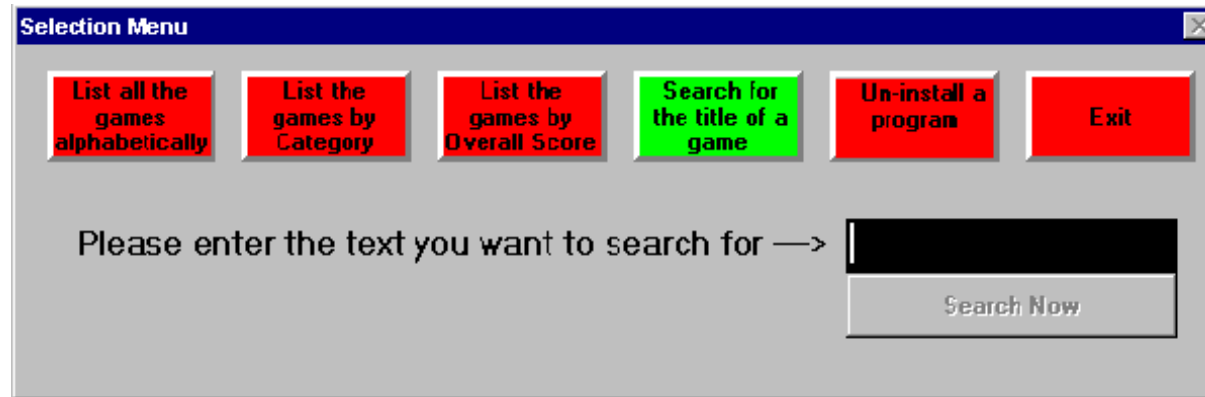 Selection Menu
List all the
games
alphabetically
List the
games by
Category
List the
games by
Overall Score
Search for
the title of a
game
Un-install a
program
Exit
Please enter the text you want to search for —>
Search Now